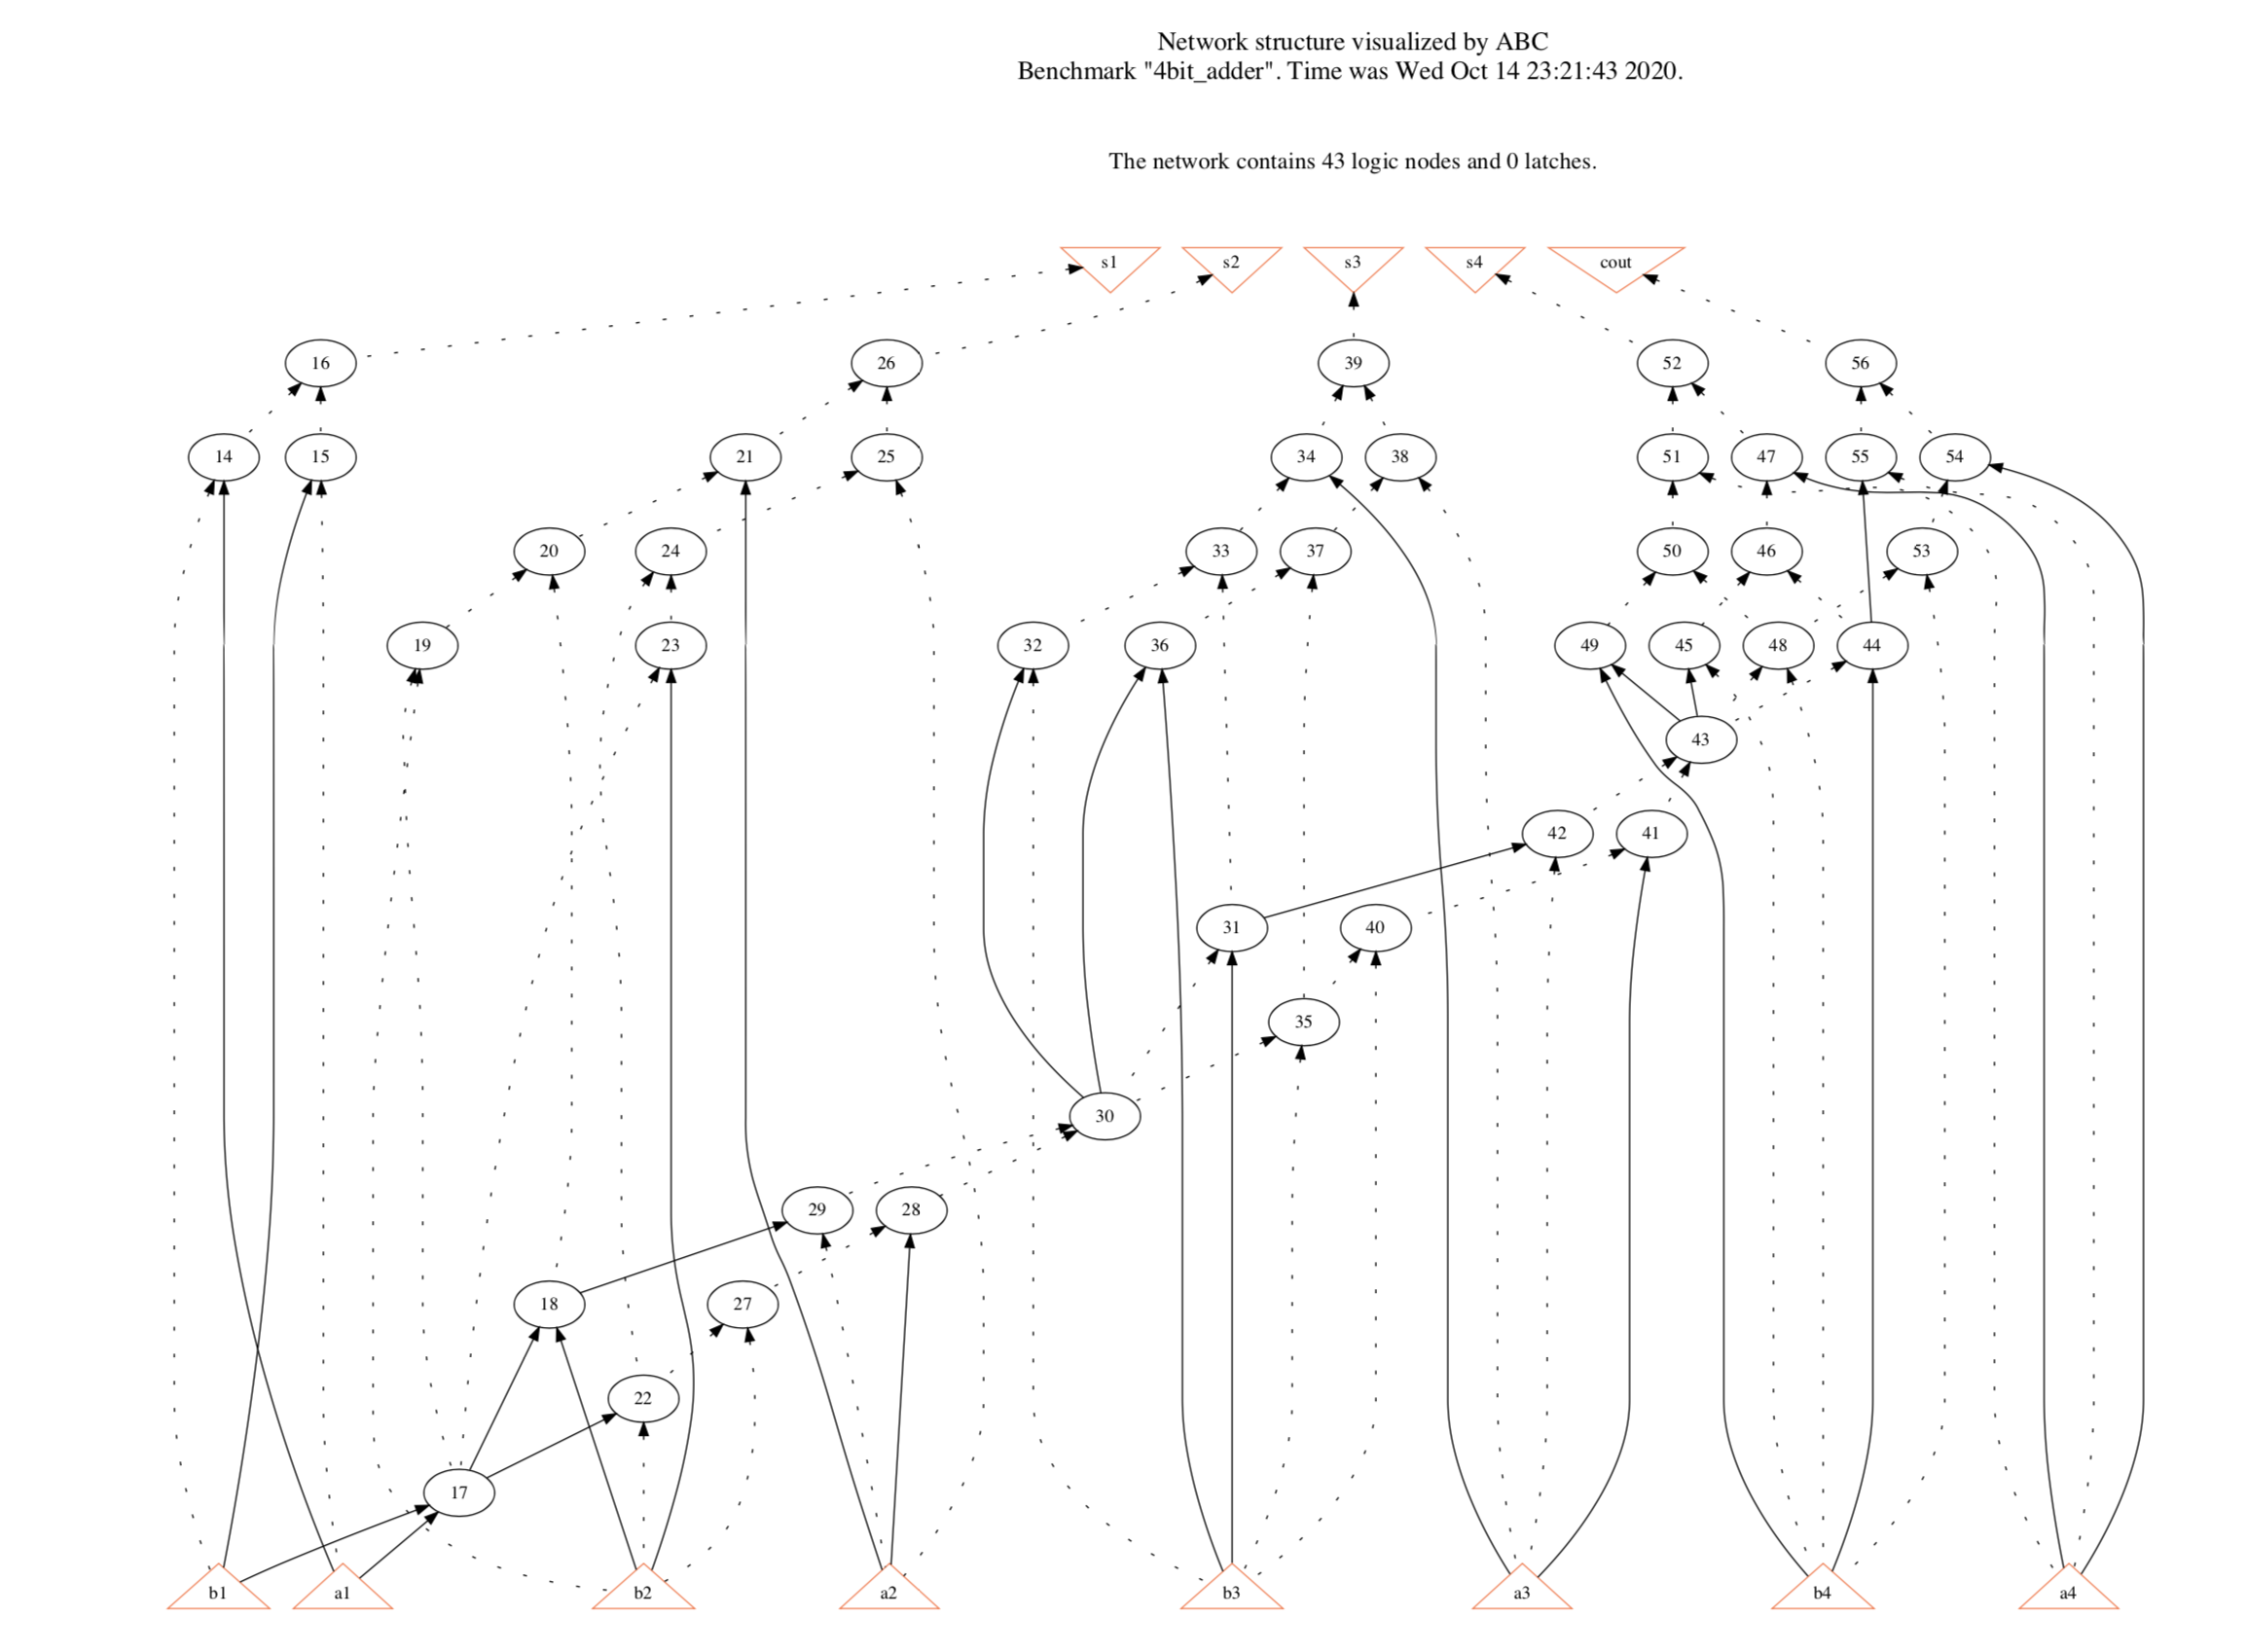 Network structure visualized by ABC
Benchmark "4bit_adder". Time was Wed Oct 14 23:21:43 2020.
The network contains 43 logic nodes and 0 latches.
s1 s2 s3 s4 cout
16 26 39 52 56
14 15 21 25 34 38 51 47 55 54
20 24 33 37 50 46 53
19 23 32 36 49 45 48 44
43
42 41
31 40
35
30
29 28
18 27
22
17
b1 a1 b2 a2 b3 a3 b4 a4